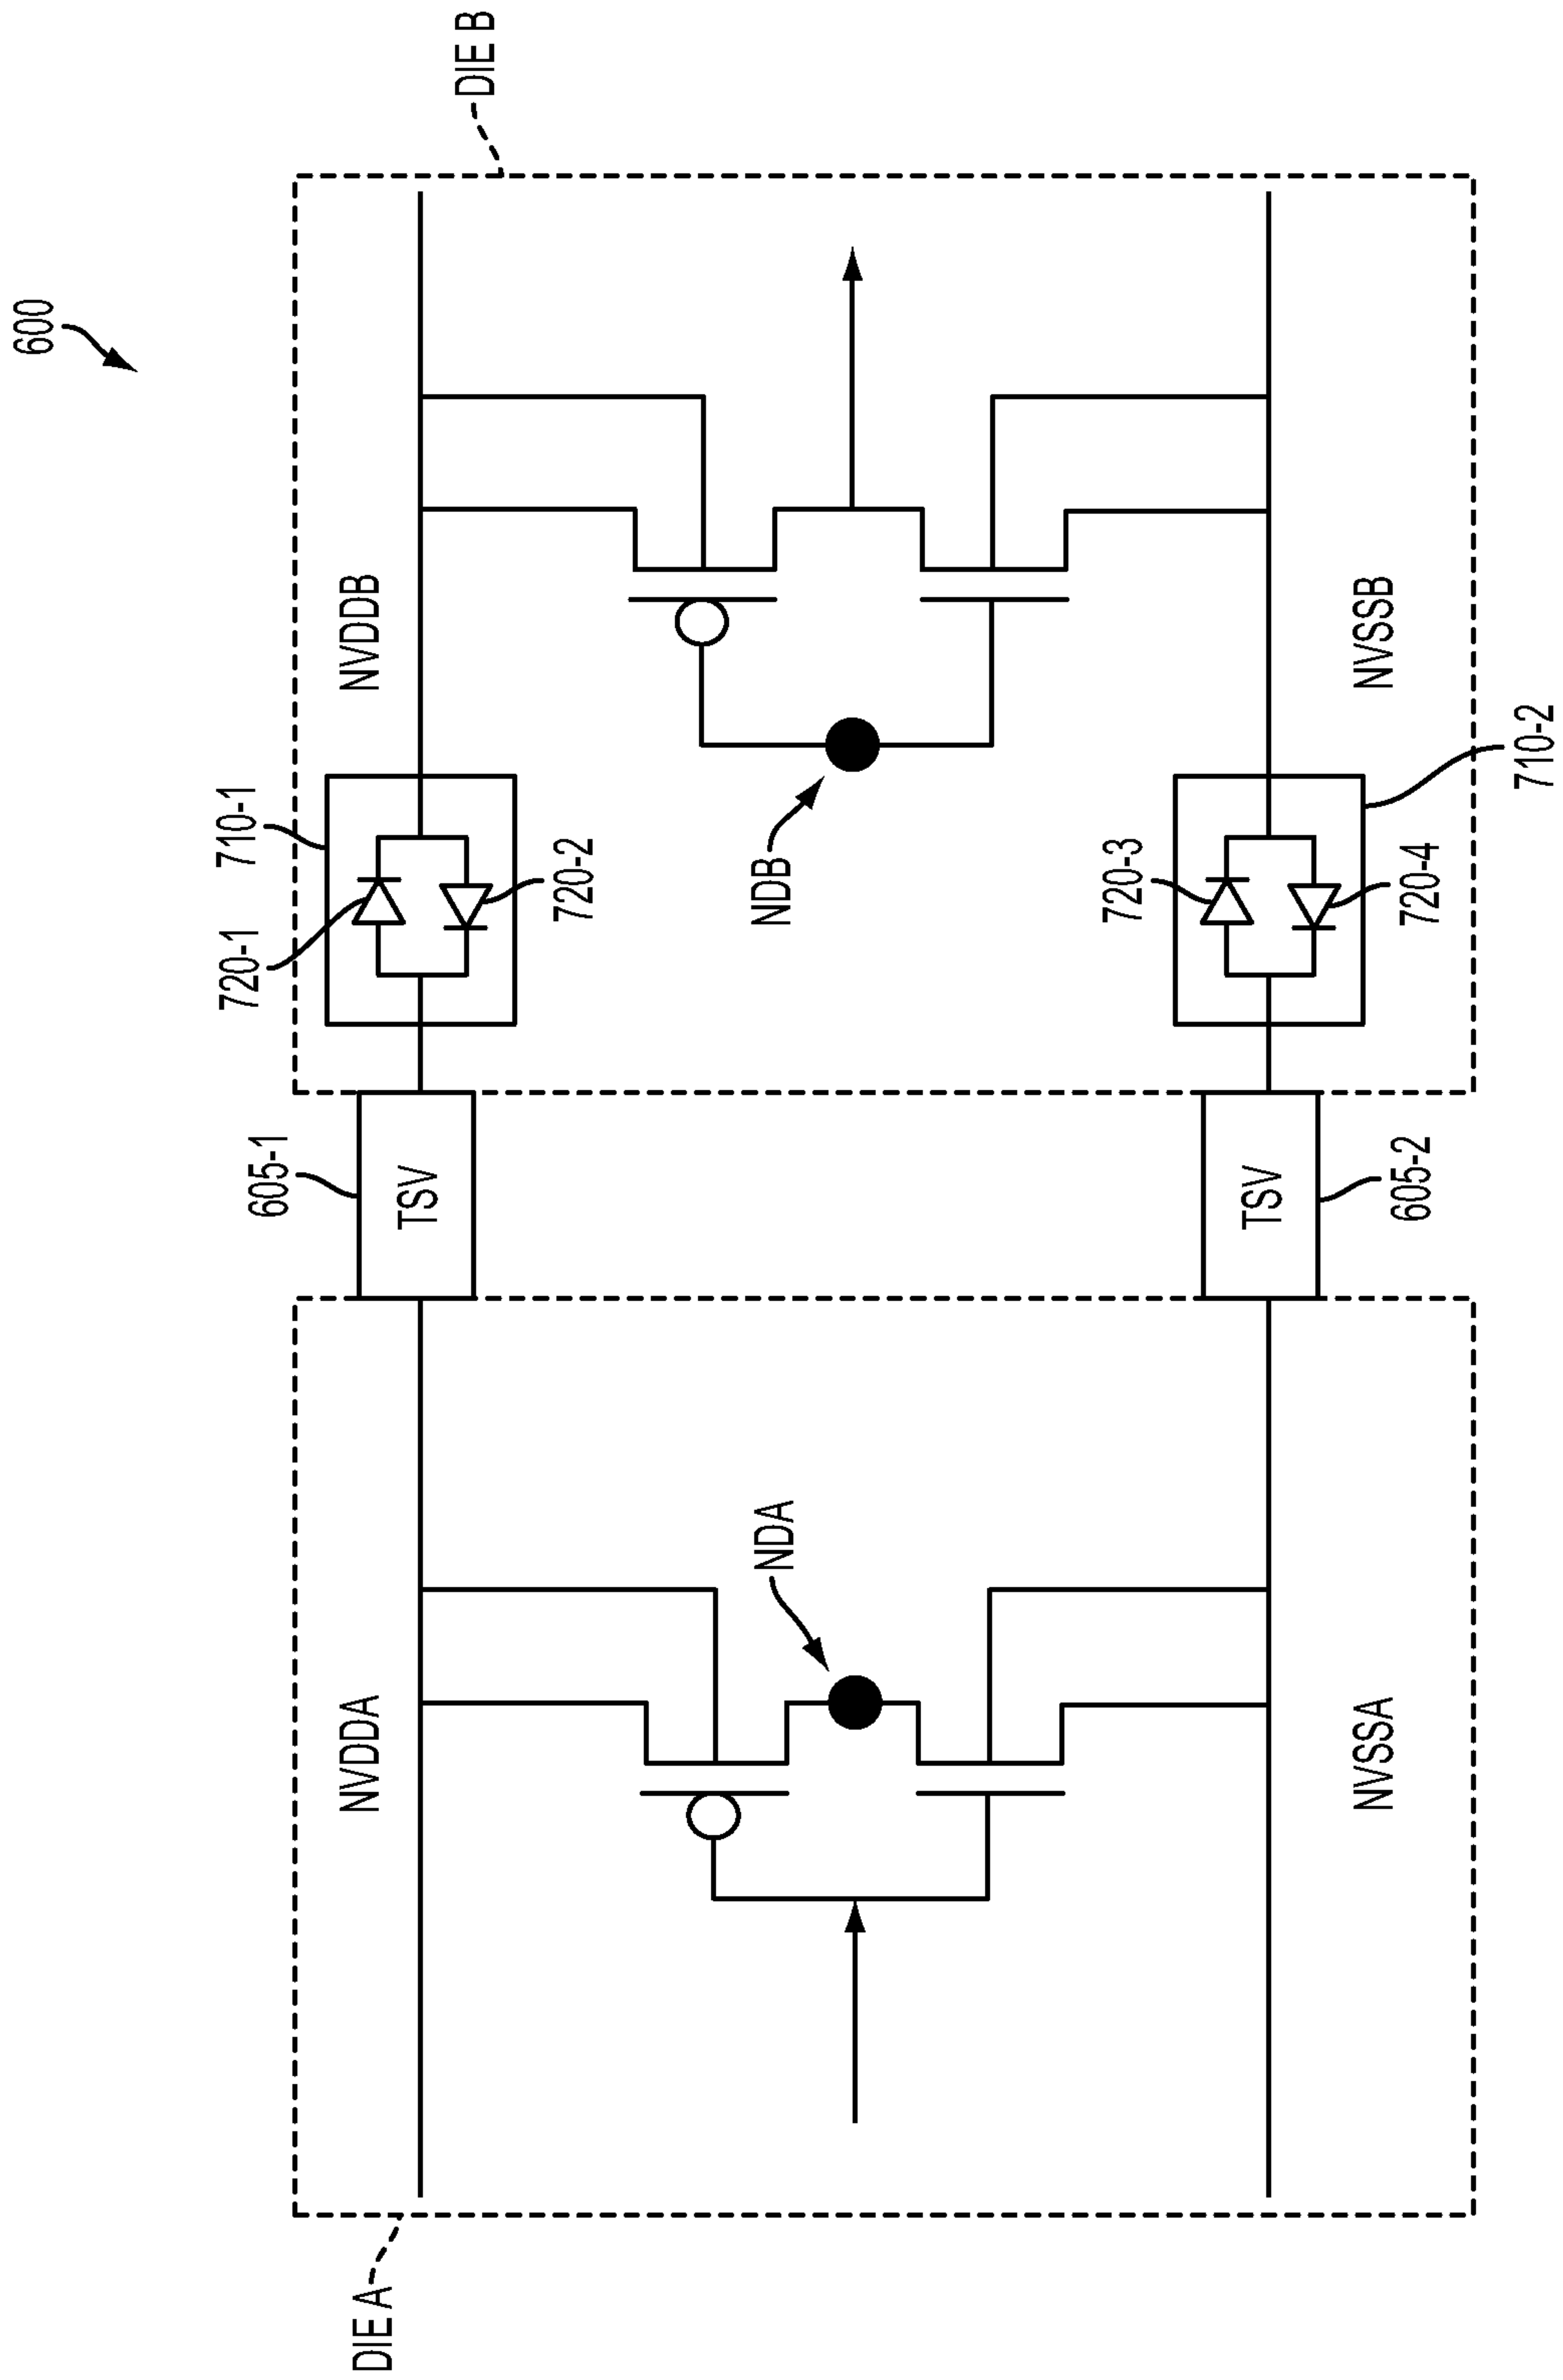 600
DIE A
DIE B
605-1
720-1
710-1
NVDDA
TSV
NVDDB
720-2
NDA
NDB
720-3
TSV
NVSSA
NVSSB
605-2
720-4
710-2